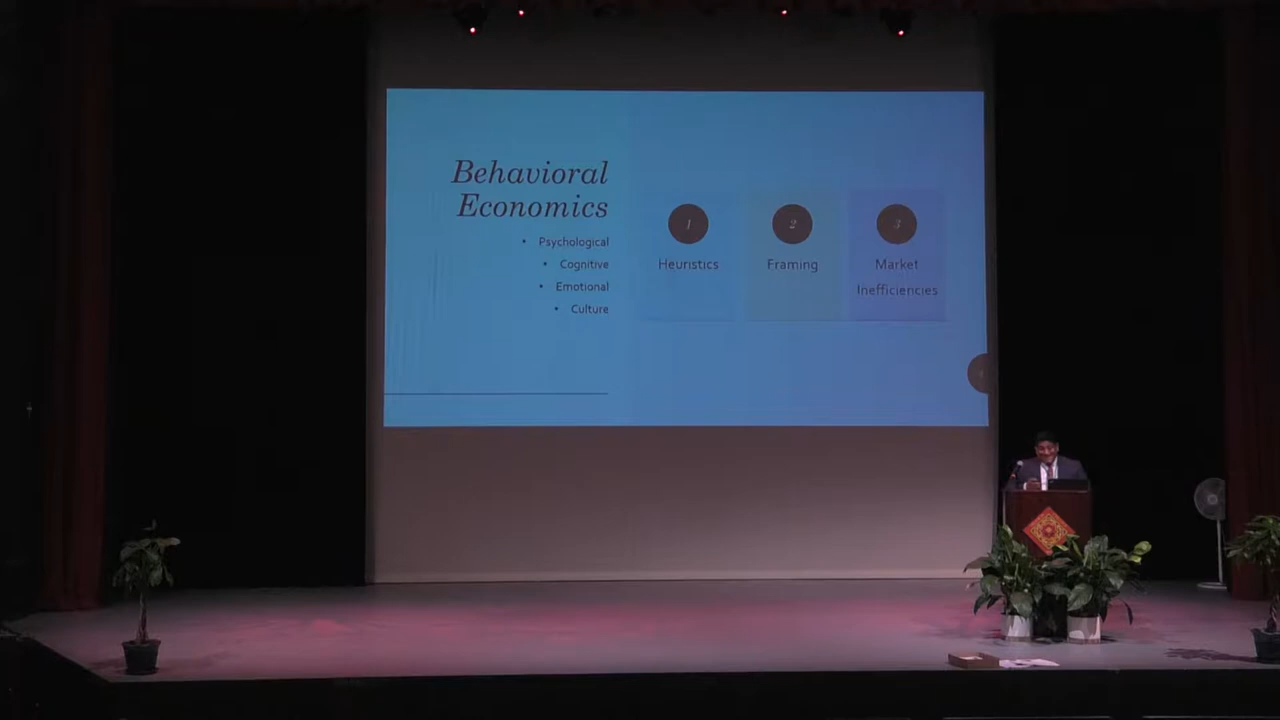 Behavioral
Economics
• Psychological
• Cognitive
• Emotional
• Culture
1
Heuristics
2
Framing
3
Market
Inefficiencies